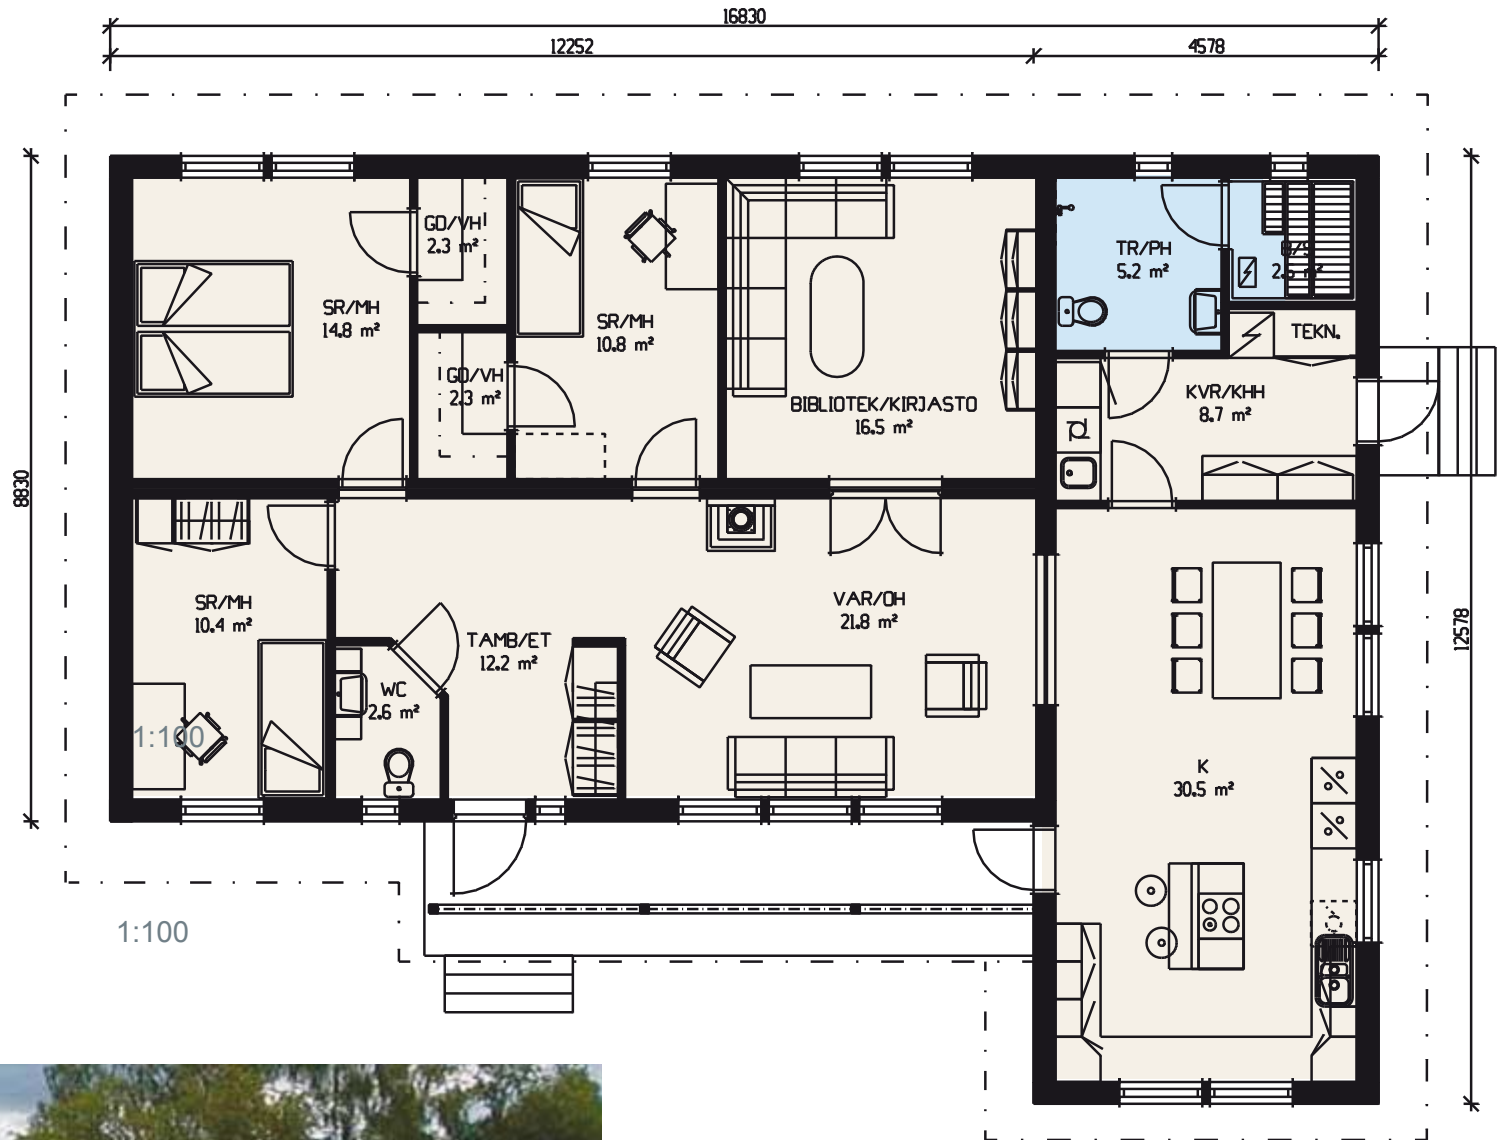 16830
12252
4578
GD/VH
2.3 m²
TR/PH
5.2 m²
SR/MH
14.8 m²
SR/MH
10.8 m²
TEKN.
GD/VH
2.3 m²
BIBLIOTEK/KIRJASTO
16.5 m²
KVR/KHH
8.7 m²
8830
12578
SR/MH
10.4 m²
VAR/OH
21.8 m²
TAMB/ET
12.2 m²
WC
2.6 m²
1:100
K
30.5 m²
1:100